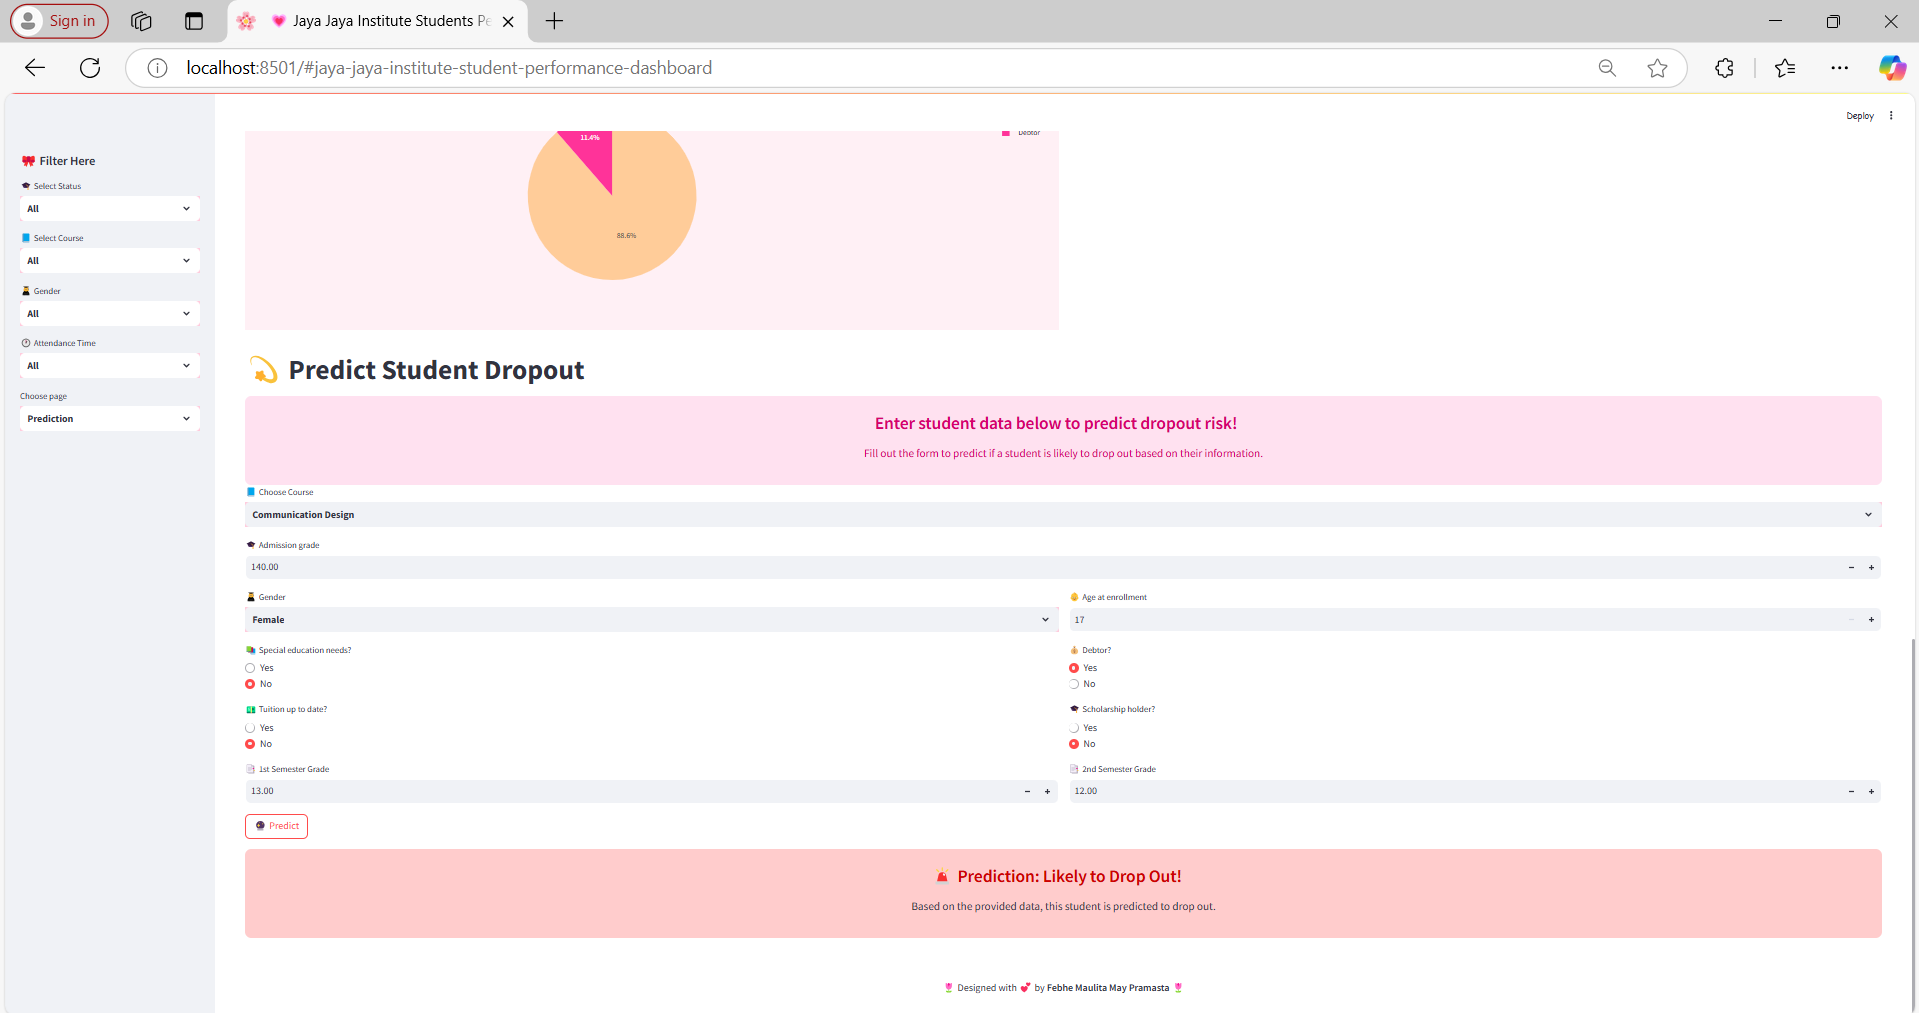 Sign in
Jaya Jaya Institute Students Pe
localhost:8501/#jaya-jaya-institute-student-performance-dashboard
Deploy
Filter Here
Select Status
All
Select Course
All
Gender
All
Attendance Time
All
Choose page
Prediction
11.4%
88.6%
Debtor
Predict Student Dropout
Enter student data below to predict dropout risk!
Fill out the form to predict if a student is likely to drop out based on their information.
Choose Course
Communication Design
Admission grade
140.00
Gender
Female
Age at enrollment
17
Special education needs?
Yes
No
Debtor?
Yes
No
Tuition up to date?
Yes
No
Scholarship holder?
Yes
No
1st Semester Grade
13.00
2nd Semester Grade
12.00
Predict
Prediction: Likely to Drop Out!
Based on the provided data, this student is predicted to drop out.
Designed with 💕 by Febhe Maulita May Pramasta